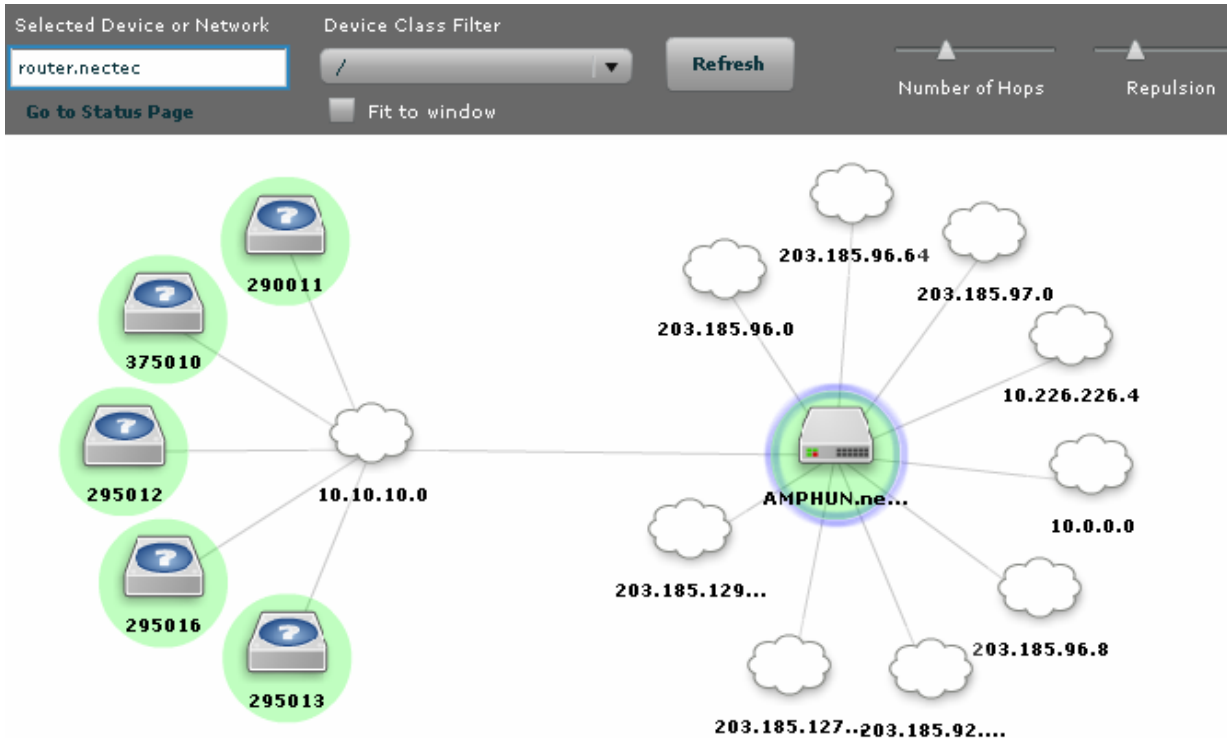 Selected Device or Network
Device Class Filter
router.nectec
/
Refresh
Number of Hops
Repulsion
Go to Status Page
Fit to window
?
290011
203.185.96.64
203.185.97.0
203.185.96.0
?
375010
10.226.226.4
?
295012
10.10.10.0
AMPHUN.ne...
10.0.0.0
203.185.129...
?
295016
203.185.96.8
?
295013
203.185.127...
203.185.92....